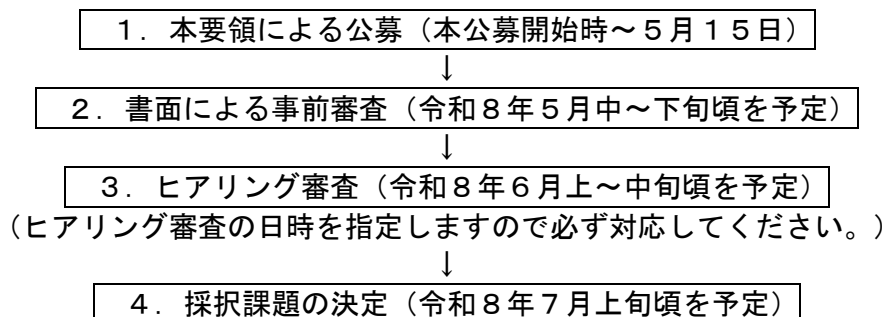 １．本要領による公募（本公募開始時～５月１５日）
↓
２．書面による事前審査（令和８年５月中～下旬頃を予定）
↓
３．ヒアリング審査（令和８年６月上～中旬頃を予定）
（ヒアリング審査の日時を指定しますので必ず対応してください。）
↓
４．採択課題の決定（令和８年７月上旬頃を予定）